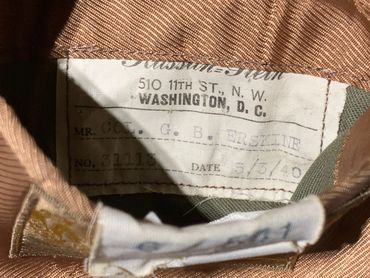 510 11TH ST., N. W.
WASHINGTON, D. C.
MR. COL. G. B. ERSKINE
NO. 31113 DATE 5/5/40